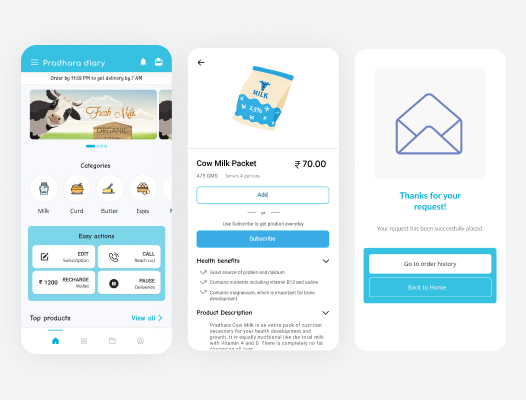 Pradhara diary
Order by 11:59 PM to get delivery by 7 AM
Fresh Milk
ORGANIC
100%
Categories
Milk
Curd
Butter
Eggs
Easy actions
EDIT
Subscription
CALL
Reach out
₹ 1200
RECHARGE
Wallet
PAUSE
Deliveries
Top products
View all
MILK
Cow Milk Packet
₹ 70.00
475 GMS
Serves 4 persons
Add
or
Use Subscribe to get product everyday
Subscribe
Health benefits
Good source of protein and calcium
Contains nutrients including vitamin B12 and iodine
Contains magnesium, which is important for bone
development
Product Description
Pradhara Cow Milk is an entire pack of nutrition
necessary for your health development and
growth. It is equally nutritional like the total milk
with Vitamin A and D. There is completely no fat
Thanks for your
request!
Your request has been successfully placed.
Go to order history
Back to Home